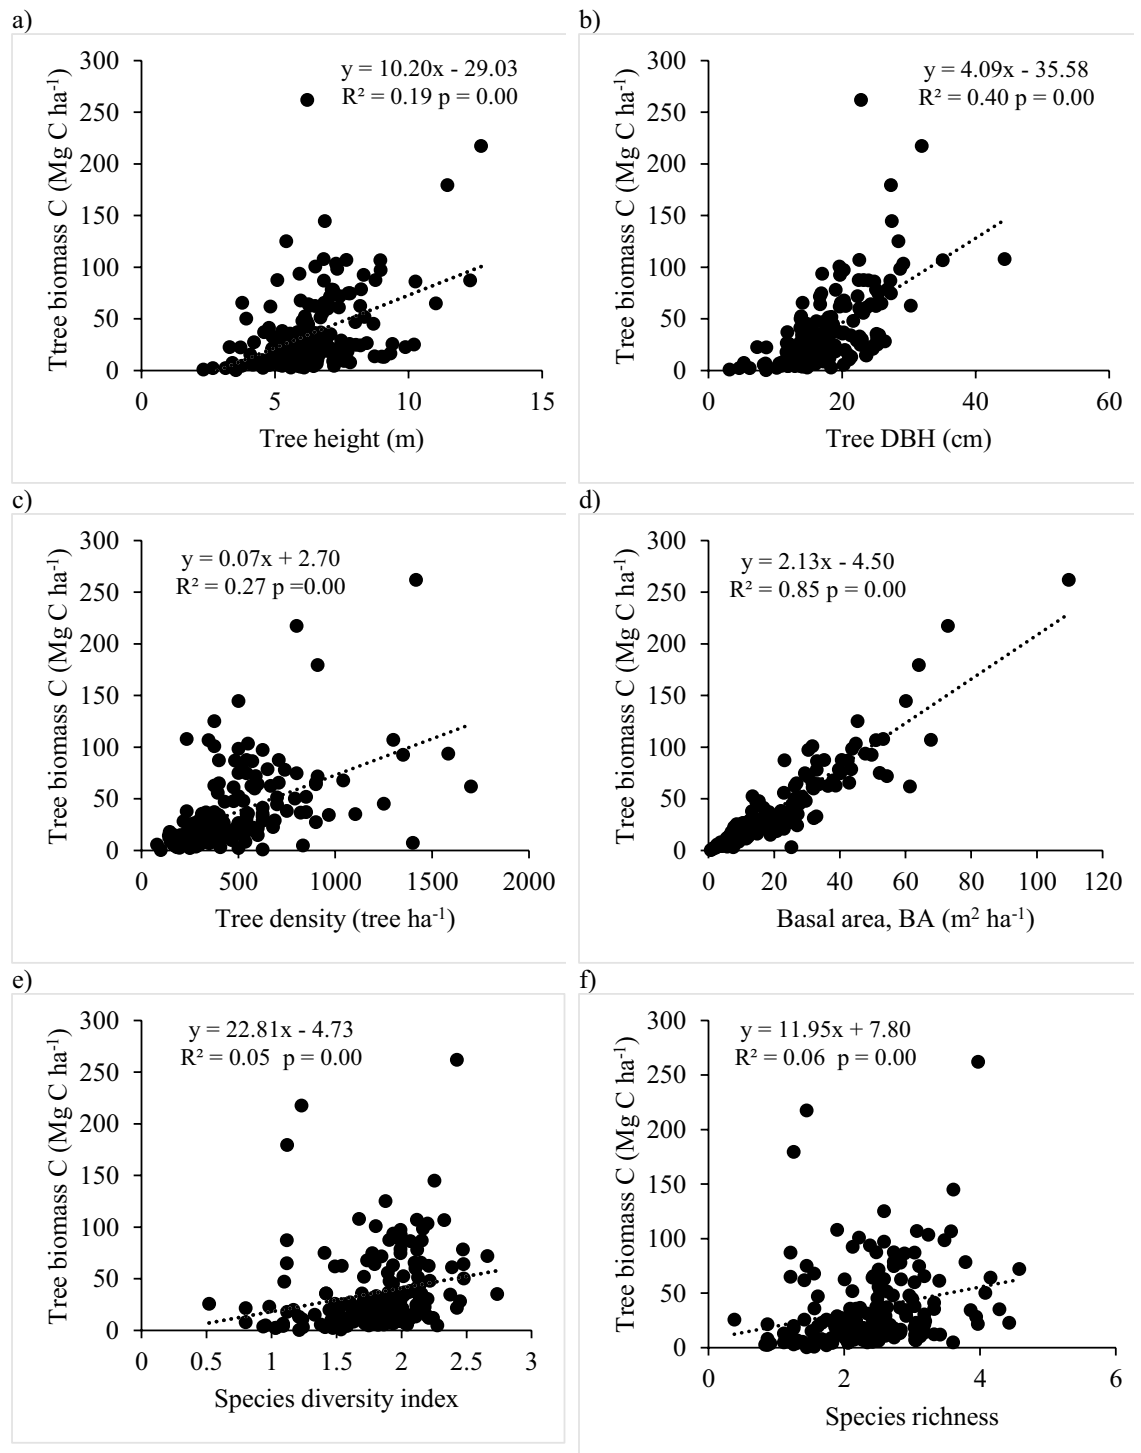 a)
y = 10.20x - 29.03
R² = 0.19 p = 0.00
Ttree biomass C (Mg C ha⁻¹)
300
250
200
150
100
50
0
0 5 10 15
Tree height (m)
b)
y = 4.09x - 35.58
R² = 0.40 p = 0.00
Tree biomass C (Mg C ha⁻¹)
300
250
200
150
100
50
0
0 20 40 60
Tree DBH (cm)
c)
y = 0.07x + 2.70
R² = 0.27 p =0.00
Tree biomass C (Mg C ha⁻¹)
300
250
200
150
100
50
0
0 500 1000 1500 2000
Tree density (tree ha⁻¹)
d)
y = 2.13x - 4.50
R² = 0.85 p = 0.00
Tree biomass C (Mg C ha⁻¹)
300
250
200
150
100
50
0
0 20 40 60 80 100 120
Basal area, BA (m² ha⁻¹)
e)
y = 22.81x - 4.73
R² = 0.05 p = 0.00
Tree biomass C (Mg C ha⁻¹)
300
250
200
150
100
50
0
0 0.5 1 1.5 2 2.5 3
Species diversity index
f)
y = 11.95x + 7.80
R² = 0.06 p = 0.00
Tree biomass C (Mg C ha⁻¹)
300
250
200
150
100
50
0
0 2 4 6
Species richness